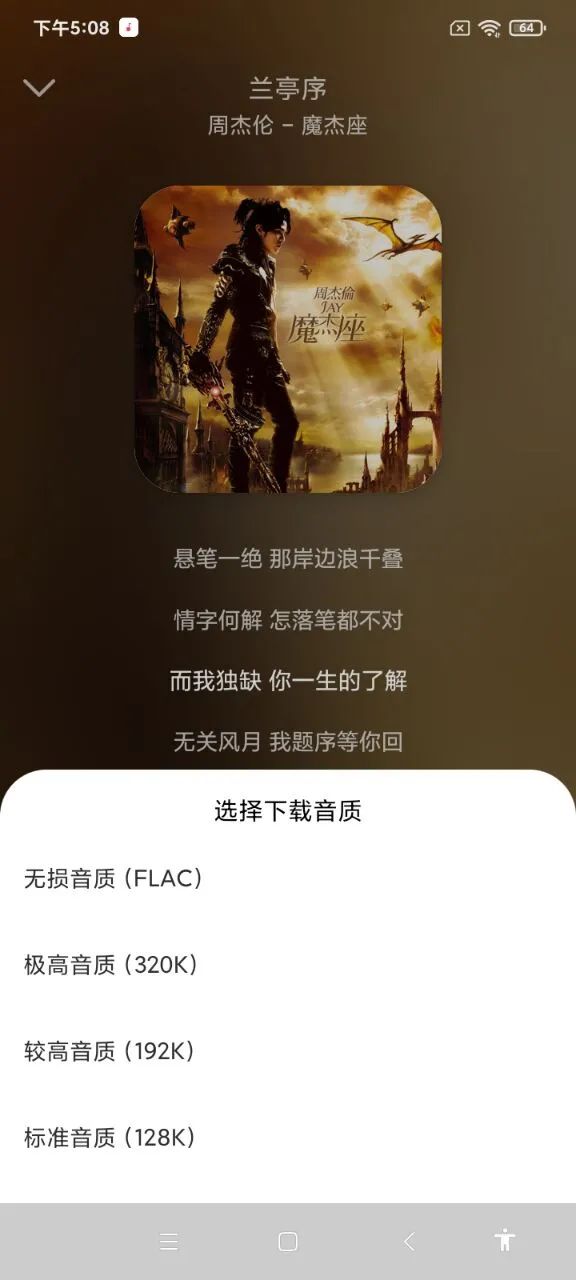 下午5:08
64
兰亭序
周杰伦 - 魔杰座
周杰倫
JAY
魔杰座
悬笔一绝 那岸边浪千叠
情字何解 怎落笔都不对
而我独缺 你一生的了解
无关风月 我题序等你回
选择下载音质
无损音质 (FLAC)
极高音质 (320K)
较高音质 (192K)
标准音质 (128K)